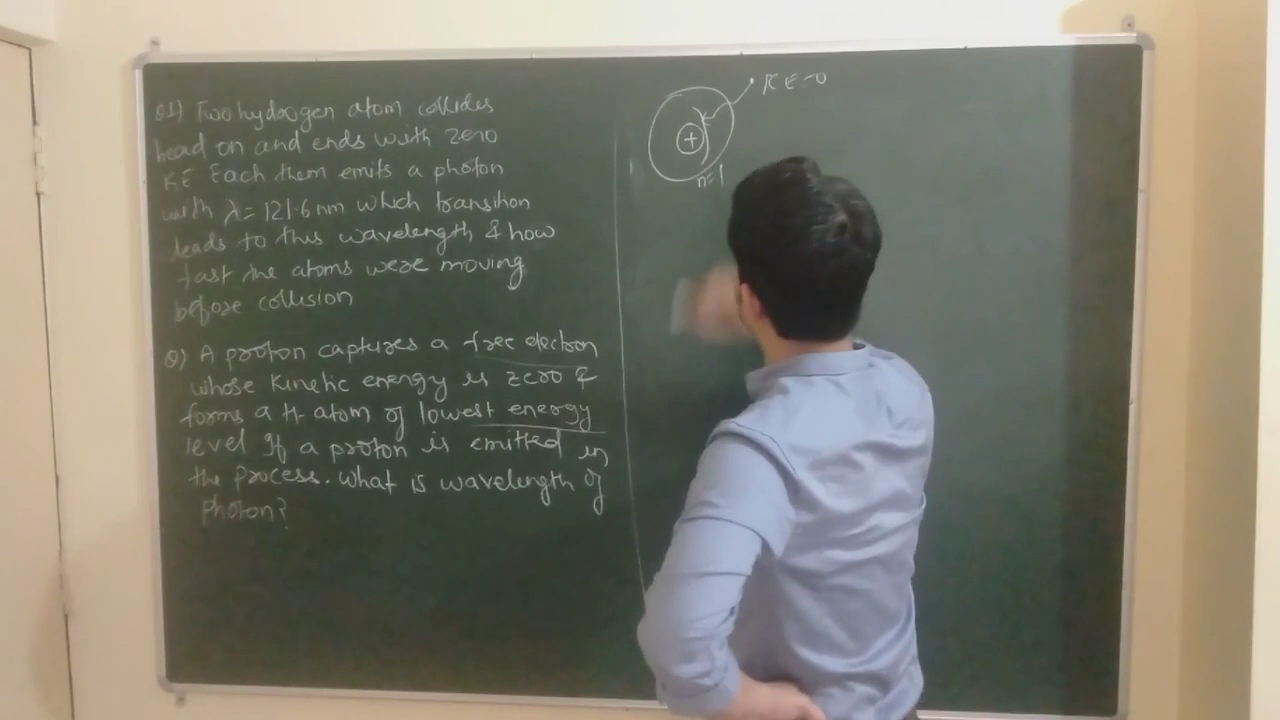 Q1) Two hydrogen atom collides
head on and ends with zero
KE Each them emits a photon
with λ= 121.6 nm which transition
leads to this wavelength & how
fast the atoms were moving
before collision
Q) A proton captures a free electron
whose kinetic energy is zero &
forms a H-atom of lowest energy
level If a proton is emitted in
the process. what is wavelength of
photon?
KE=0
+
n=1